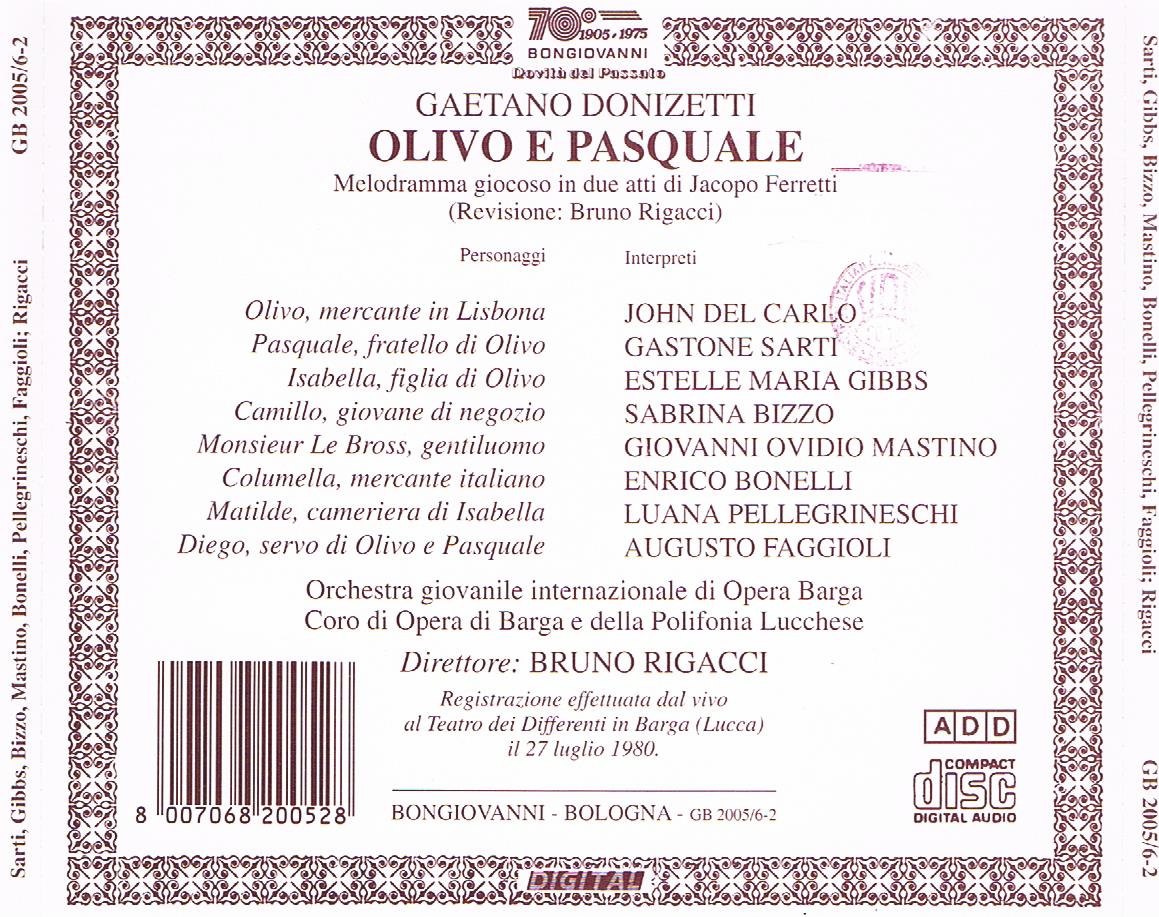 70° 1905 • 1975
BONGIOVANNI
Novità del Passato
GAETANO DONIZETTI
OLIVO E PASQUALE
Melodramma giocoso in due atti di Jacopo Ferretti
(Revisione: Bruno Rigacci)
Personaggi Interpreti
Olivo, mercante in Lisbona JOHN DEL CARLO
Pasquale, fratello di Olivo GASTONE SARTI
Isabella, figlia di Olivo ESTELLE MARIA GIBBS
Camillo, giovane di negozio SABRINA BIZZO
Monsieur Le Bross, gentiluomo GIOVANNI OVIDIO MASTINO
Columella, mercante italiano ENRICO BONELLI
Matilde, cameriera di Isabella LUANA PELLEGRINESCHI
Diego, servo di Olivo e Pasquale AUGUSTO FAGGIOLI
Orchestra giovanile internazionale di Opera Barga
Coro di Opera di Barga e della Polifonia Lucchese
Direttore: BRUNO RIGACCI
Registrazione effettuata dal vivo
al Teatro dei Differenti in Barga (Lucca)
il 27 luglio 1980.
BONGIOVANNI - BOLOGNA - GB 2005/6-2
8 007068 200528
ADD
COMPACT
disc
DIGITAL AUDIO
DIGITAL
Sarti, Gibbs, Bizzo, Mastino, Bonelli, Pellegrineschi, Faggioli; Rigacci GB 2005/6-2
Sarti, Gibbs, Bizzo, Mastino, Bonelli, Pellegrineschi, Faggioli; Rigacci GB 2005/6-2